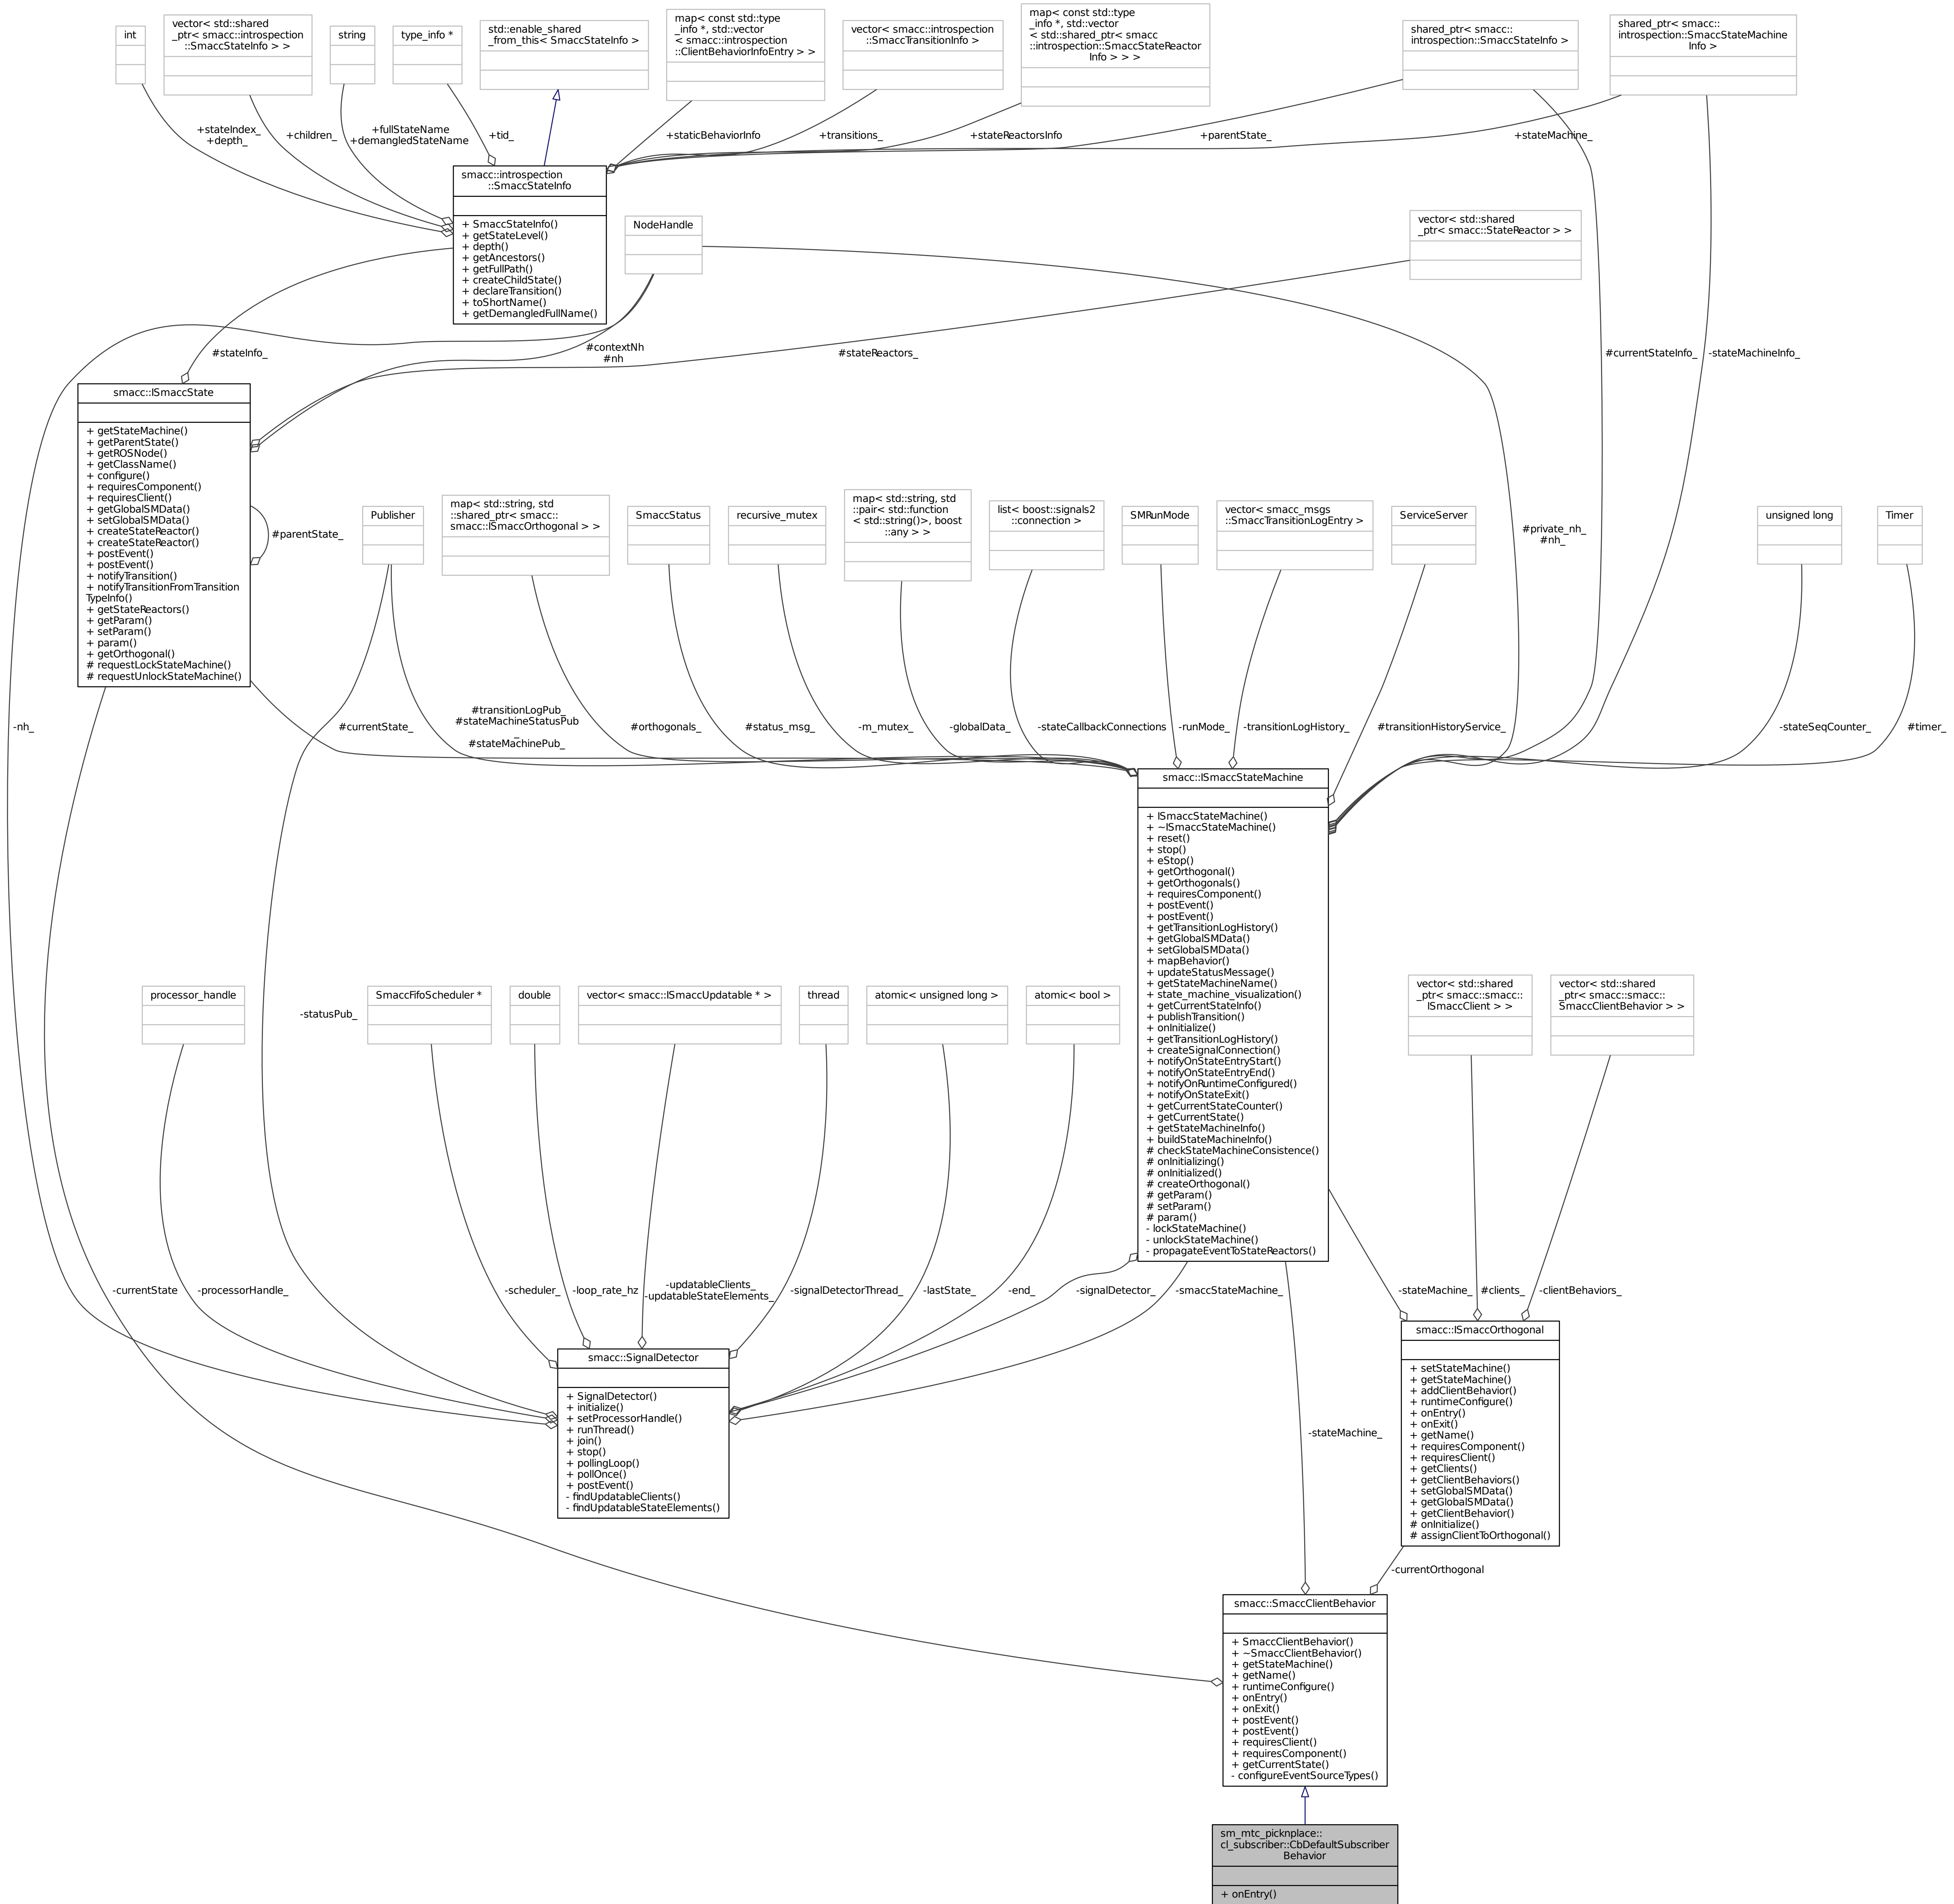 int
vector< std::shared
_ptr< smacc::introspection
::SmaccStateInfo > >
string
type_info *
std::enable_shared
_from_this< SmaccStateInfo >
map< const std::type
_info *, std::vector
< smacc::introspection
::ClientBehaviorInfoEntry > >
vector< smacc::introspection
::SmaccTransitionInfo >
map< const std::type
_info *, std::vector
< std::shared_ptr< smacc
::introspection::SmaccStateReactor
Info > > >
shared_ptr< smacc::
introspection::SmaccStateInfo >
shared_ptr< smacc::
introspection::SmaccStateMachine
Info >
+stateIndex_
+depth_
+children_
+fullStateName
+demangledStateName
+tid_
+staticBehaviorInfo
+transitions_
+stateReactorsInfo
+parentState_
+stateMachine_
smacc::introspection
::SmaccStateInfo
+ SmaccStateInfo()
+ getStateLevel()
+ depth()
+ getAncestors()
+ getFullPath()
+ createChildState()
+ declareTransition()
+ toShortName()
+ getDemangledFullName()
NodeHandle
vector< std::shared
_ptr< smacc::StateReactor > >
#stateInfo_
#contextNh
#nh
#stateReactors_
#currentStateInfo_
-stateMachineInfo_
smacc::ISmaccState
+ getStateMachine()
+ getParentState()
+ getROSNode()
+ getClassName()
+ configure()
+ requiresComponent()
+ requiresClient()
+ getGlobalSMData()
+ setGlobalSMData()
+ createStateReactor()
+ createStateReactor()
+ postEvent()
+ postEvent()
+ notifyTransition()
+ notifyTransitionFromTransition
TypeInfo()
+ getStateReactors()
+ getParam()
+ setParam()
+ param()
+ getOrthogonal()
# requestLockStateMachine()
# requestUnlockStateMachine()
#parentState_
Publisher
map< std::string, std
::shared_ptr< smacc::
smacc::ISmaccOrthogonal > >
SmaccStatus
recursive_mutex
map< std::string, std
::pair< std::function
< std::string()>, boost
::any > >
list< boost::signals2
::connection >
SMRunMode
vector< smacc_msgs
::SmaccTransitionLogEntry >
ServiceServer
#private_nh_
#nh_
unsigned long
Timer
-nh_
#currentState_
#transitionLogPub_
#stateMachineStatusPub
_
#stateMachinePub_
#orthogonals_
#status_msg_
-m_mutex_
-globalData_
-stateCallbackConnections
-runMode_
-transitionLogHistory_
#transitionHistoryService_
-stateSeqCounter_
#timer_
smacc::ISmaccStateMachine
+ ISmaccStateMachine()
+ ~ISmaccStateMachine()
+ reset()
+ stop()
+ eStop()
+ getOrthogonal()
+ getOrthogonals()
+ requiresComponent()
+ postEvent()
+ postEvent()
+ getTransitionLogHistory()
+ getGlobalSMData()
+ setGlobalSMData()
+ mapBehavior()
+ updateStatusMessage()
+ getStateMachineName()
+ state_machine_visualization()
+ getCurrentStateInfo()
+ publishTransition()
+ onInitialize()
+ getTransitionLogHistory()
+ createSignalConnection()
+ notifyOnStateEntryStart()
+ notifyOnStateEntryEnd()
+ notifyOnRuntimeConfigured()
+ notifyOnStateExit()
+ getCurrentStateCounter()
+ getCurrentState()
+ getStateMachineInfo()
+ buildStateMachineInfo()
# checkStateMachineConsistence()
# onInitializing()
# onInitialized()
# createOrthogonal()
# getParam()
# setParam()
# param()
- lockStateMachine()
- unlockStateMachine()
- propagateEventToStateReactors()
processor_handle
-statusPub_
SmaccFifoScheduler *
double
vector< smacc::ISmaccUpdatable * >
thread
atomic< unsigned long >
atomic< bool >
vector< std::shared
_ptr< smacc::smacc::
ISmaccClient > >
vector< std::shared
_ptr< smacc::smacc::
SmaccClientBehavior > >
-currentState
-processorHandle_
-scheduler_
-loop_rate_hz
-updatableClients_
-updatableStateElements_
-signalDetectorThread_
-lastState_
-end_
-signalDetector_
-smaccStateMachine_
-stateMachine_
#clients_
-clientBehaviors_
smacc::SignalDetector
+ SignalDetector()
+ initialize()
+ setProcessorHandle()
+ runThread()
+ join()
+ stop()
+ pollingLoop()
+ pollOnce()
+ postEvent()
- findUpdatableClients()
- findUpdatableStateElements()
smacc::ISmaccOrthogonal
+ setStateMachine()
+ getStateMachine()
+ addClientBehavior()
+ runtimeConfigure()
+ onEntry()
+ onExit()
+ getName()
+ requiresComponent()
+ requiresClient()
+ getClients()
+ getClientBehaviors()
+ setGlobalSMData()
+ getGlobalSMData()
+ getClientBehavior()
# onInitialize()
# assignClientToOrthogonal()
-stateMachine_
-currentOrthogonal
smacc::SmaccClientBehavior
+ SmaccClientBehavior()
+ ~SmaccClientBehavior()
+ getStateMachine()
+ getName()
+ runtimeConfigure()
+ onEntry()
+ onExit()
+ postEvent()
+ postEvent()
+ requiresClient()
+ requiresComponent()
+ getCurrentState()
- configureEventSourceTypes()
sm_mtc_picknplace::
cl_subscriber::CbDefaultSubscriber
Behavior
+ onEntry()